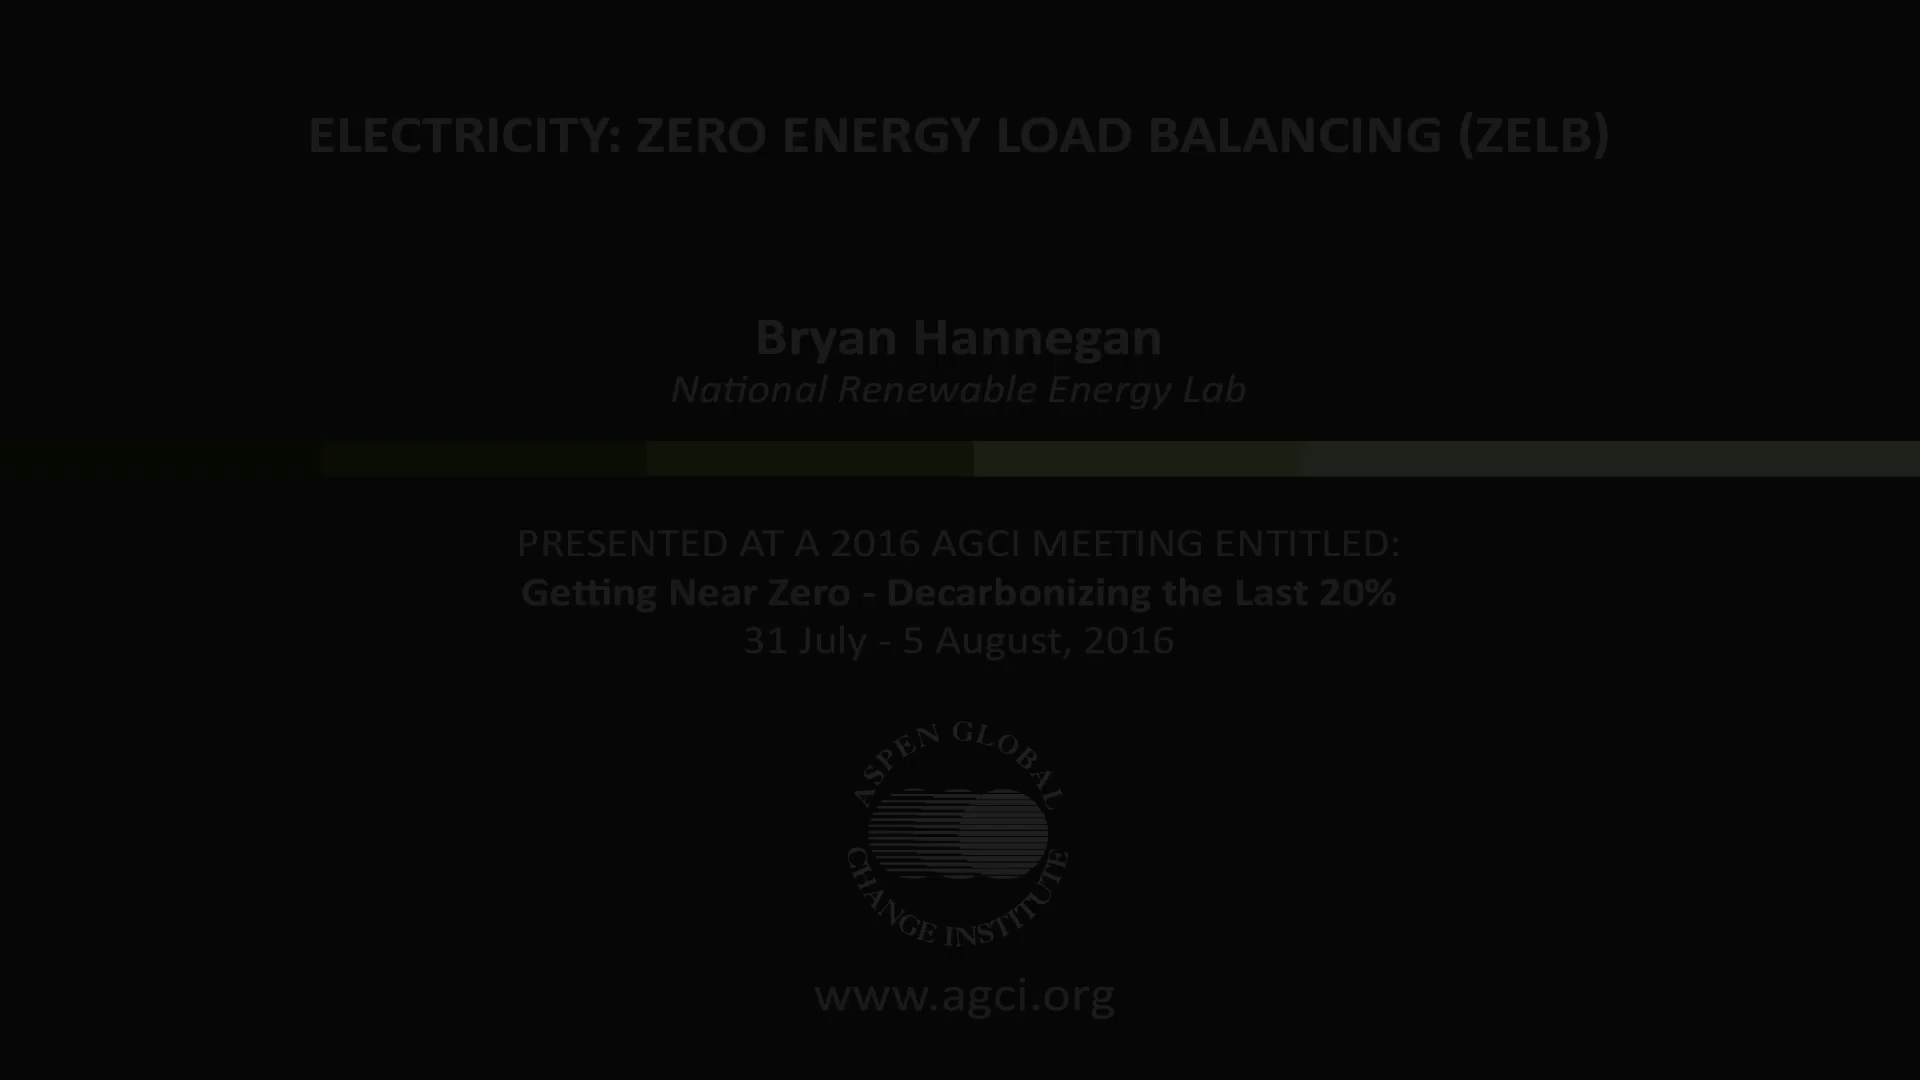 ELECTRICITY: ZERO ENERGY LOAD BALANCING (ZELB)
Bryan Hannegan
National Renewable Energy Lab
PRESENTED AT A 2016 AGCI MEETING ENTITLED:
Getting Near Zero - Decarbonizing the Last 20%
31 July - 5 August, 2016
ASPEN GLOBAL
CHANGE INSTITUTE
www.agci.org